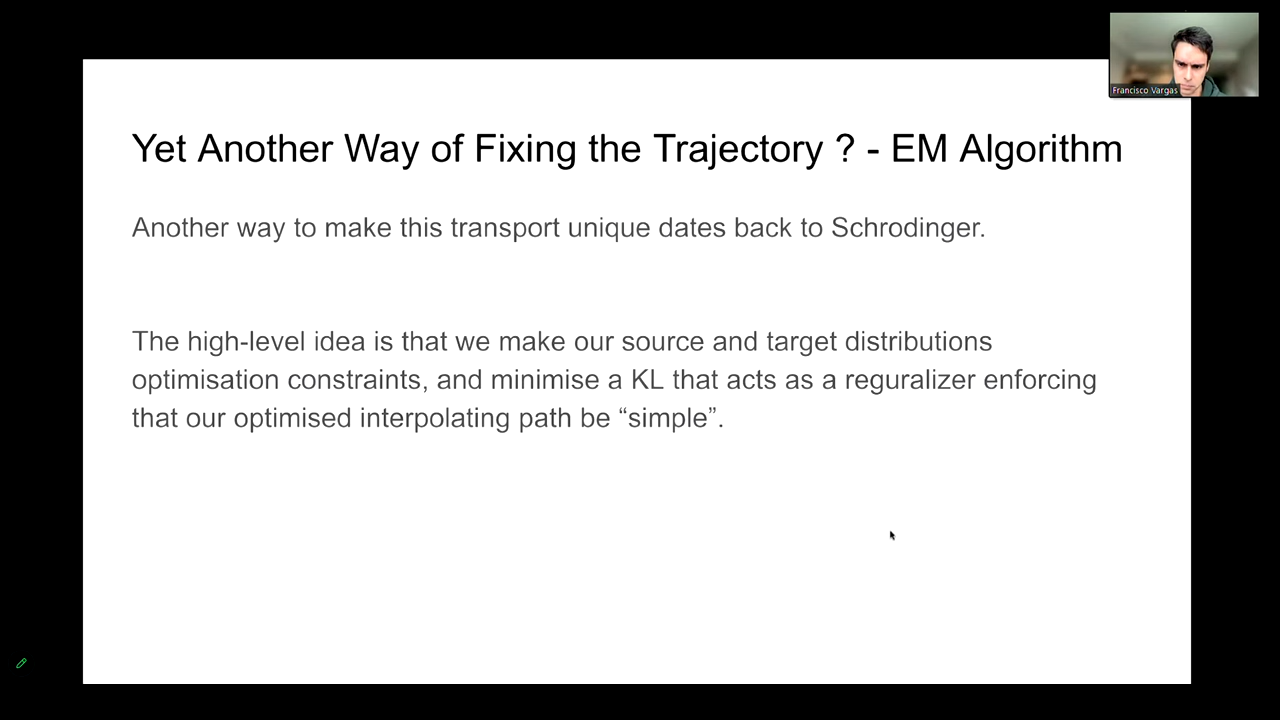 Francisco Vargas
Yet Another Way of Fixing the Trajectory ? - EM Algorithm
Another way to make this transport unique dates back to Schrodinger.
The high-level idea is that we make our source and target distributions
optimisation constraints, and minimise a KL that acts as a reguralizer enforcing
that our optimised interpolating path be “simple”.